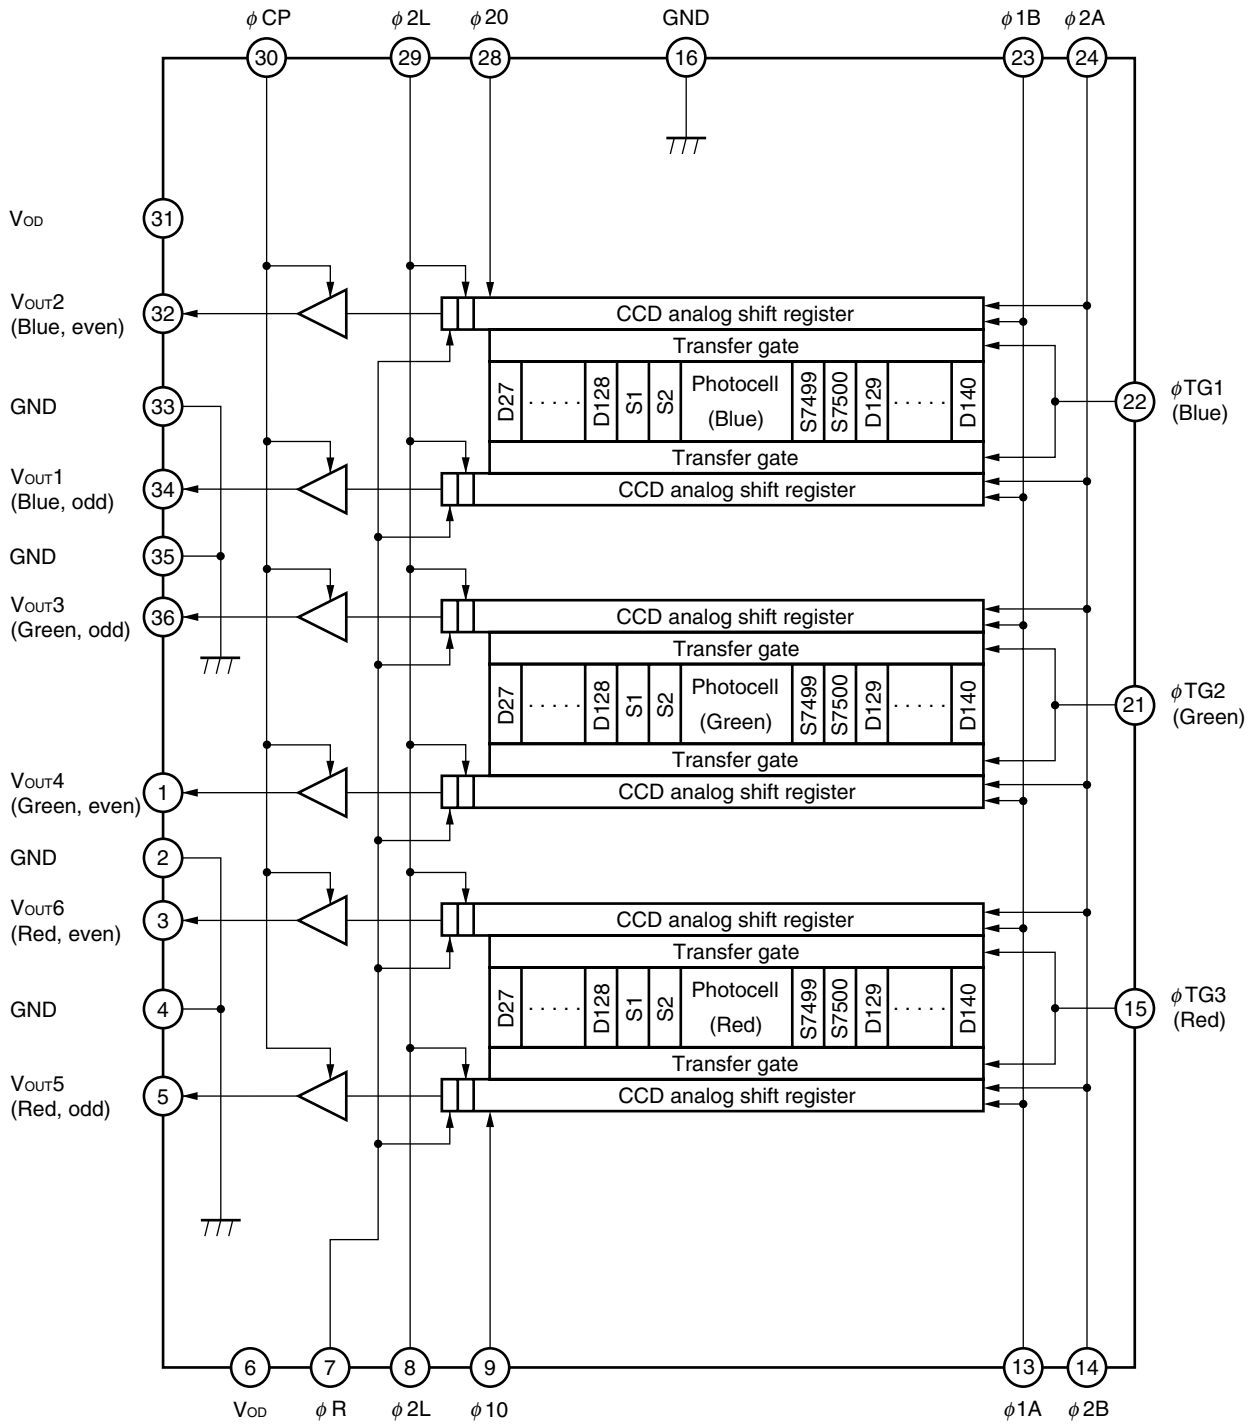 φCP φ2L φ20 GND φ1B φ2A
30 29 28 16 23 24
VOD 31
VOUT2
(Blue, even)
32
CCD analog shift register
Transfer gate
D27 ..... D128 S1 S2 Photocell (Blue) S7499 S7500 D129 ..... D140
GND 33
22 φTG1
(Blue)
Transfer gate
CCD analog shift register
VOUT1
(Blue, odd)
34
GND 35
VOUT3
(Green, odd)
36
CCD analog shift register
Transfer gate
D27 ..... D128 S1 S2 Photocell (Green) S7499 S7500 D129 ..... D140
21 φTG2
(Green)
Transfer gate
CCD analog shift register
VOUT4
(Green, even)
1
GND 2
VOUT6
(Red, even)
3
CCD analog shift register
Transfer gate
D27 ..... D128 S1 S2 Photocell (Red) S7499 S7500 D129 ..... D140
GND 4
15 φTG3
(Red)
Transfer gate
CCD analog shift register
VOUT5
(Red, odd)
5
6 7 8 9 13 14
VOD φR φ2L φ10 φ1A φ2B